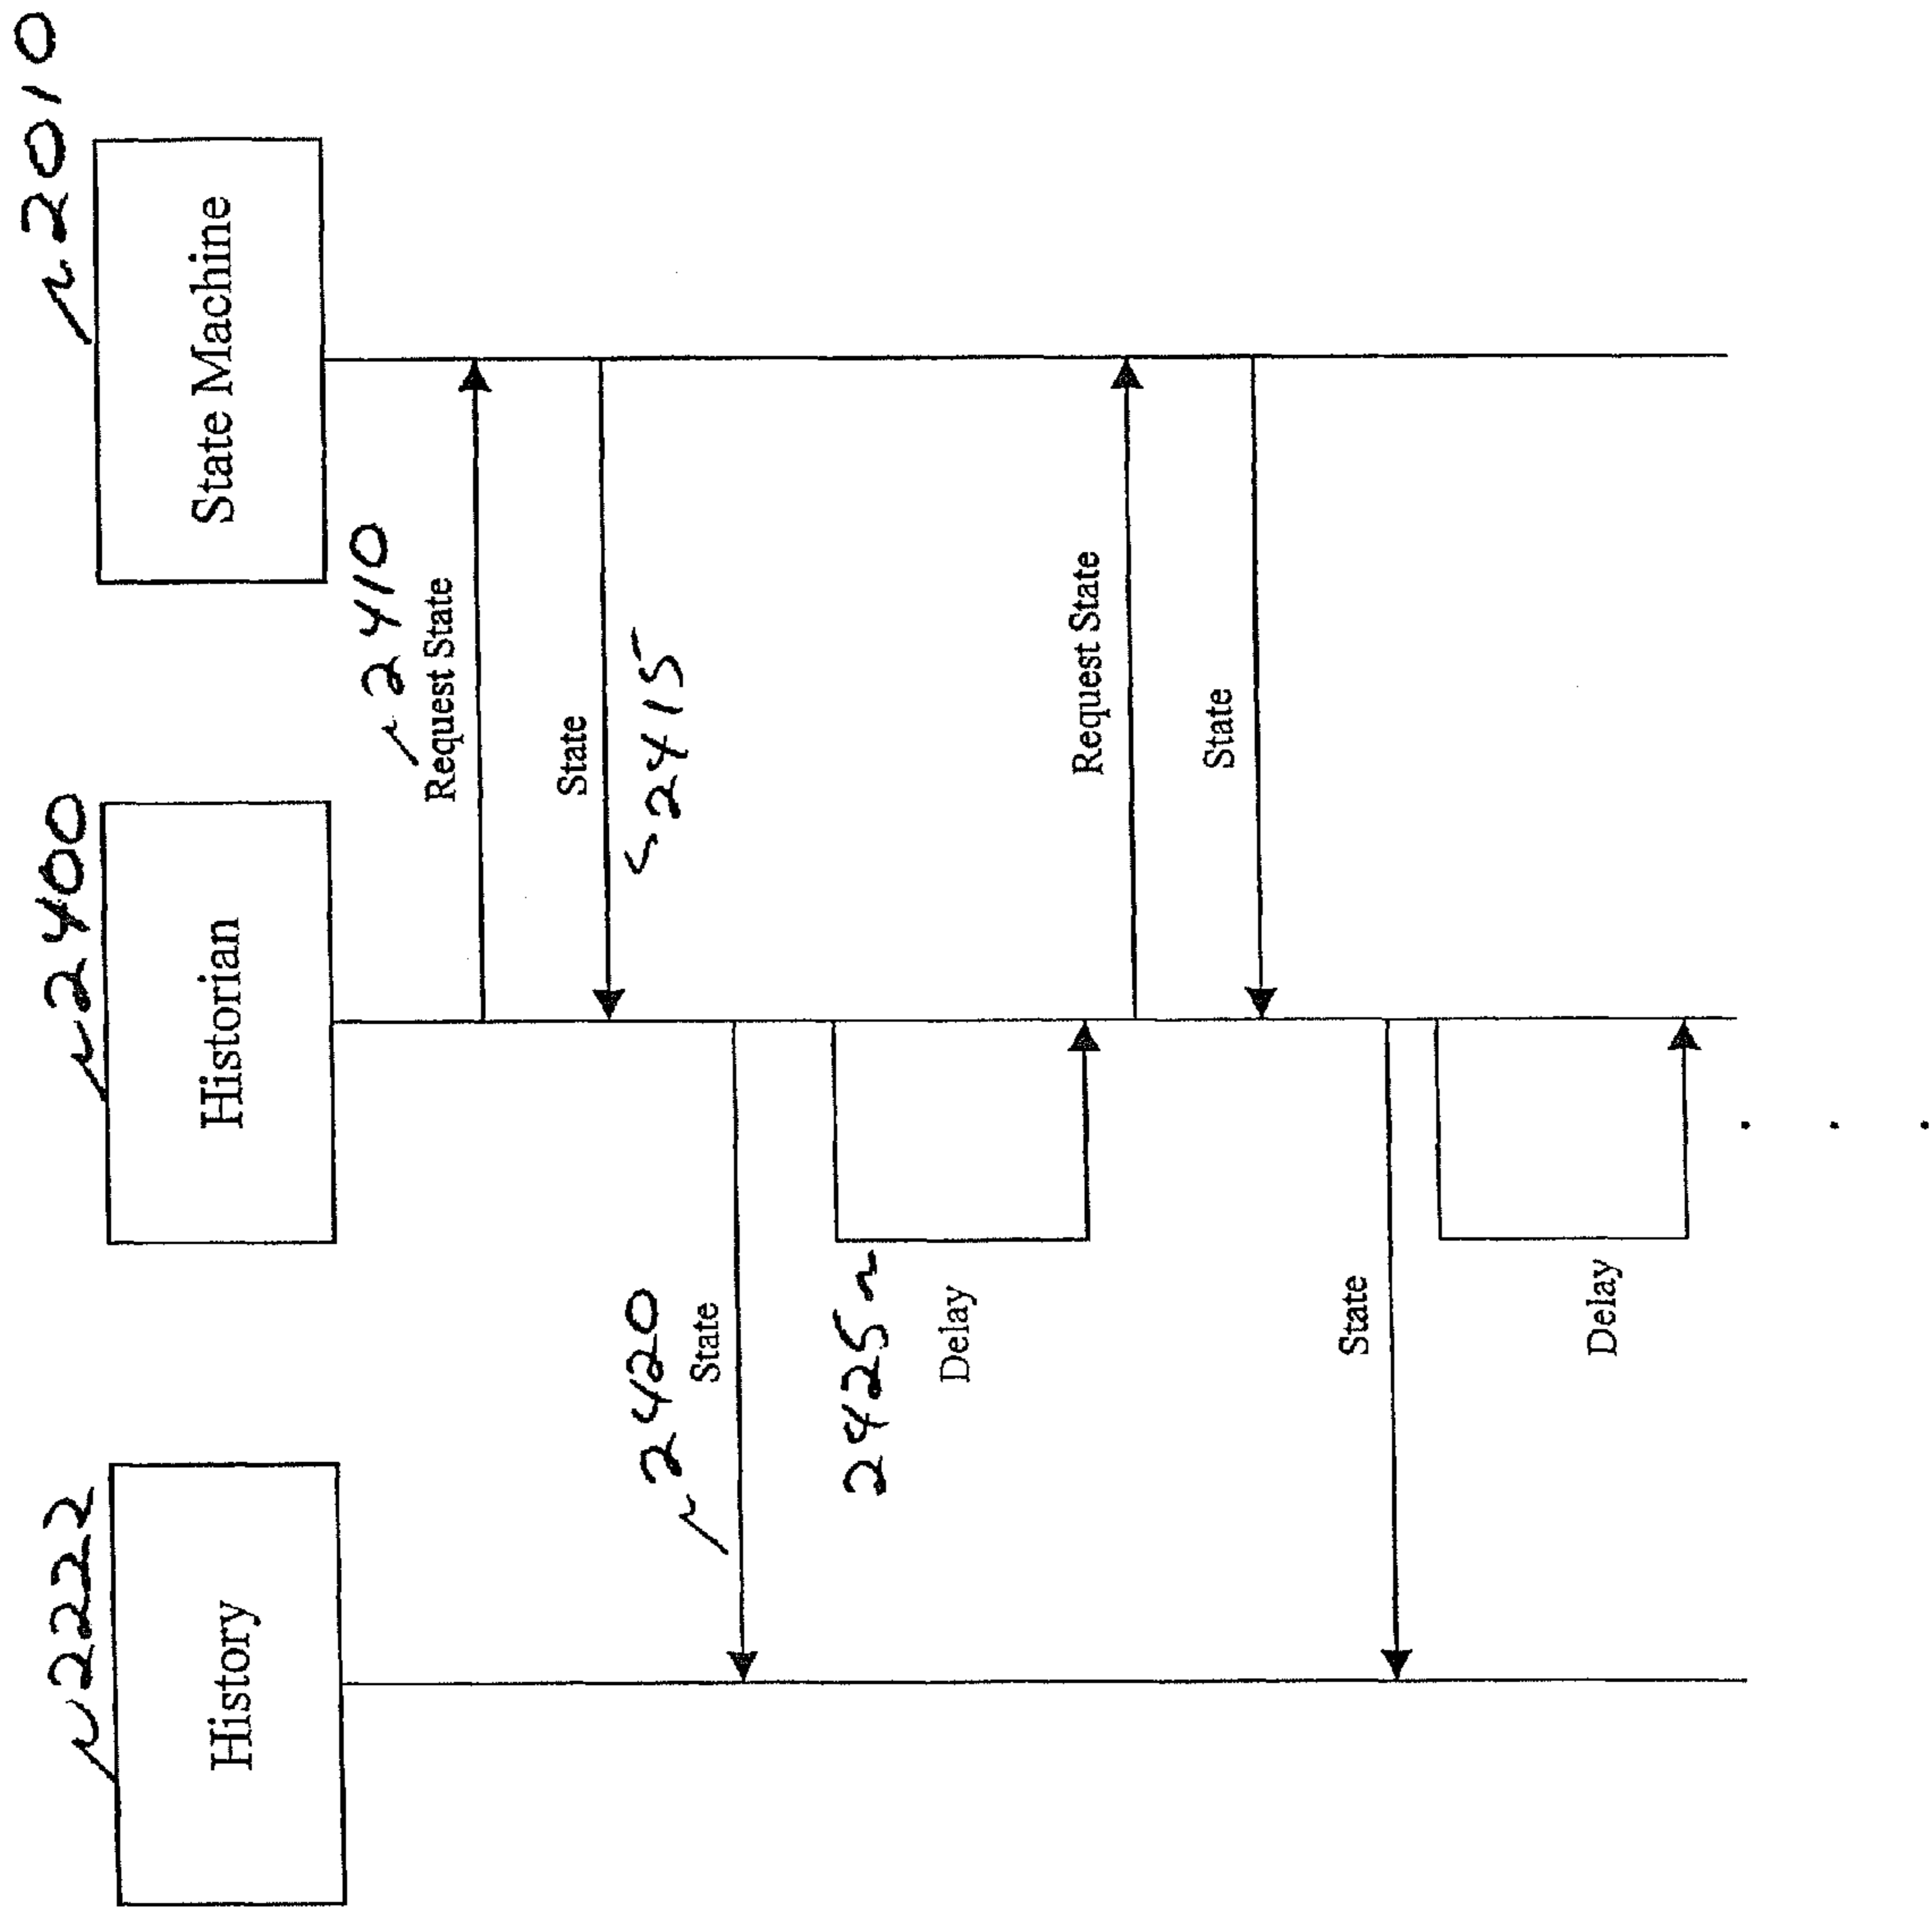 2222
History
2400
Historian
2010
State Machine
2410
Request State
State
2415
2420
State
2425
Delay
Request State
State
State
Delay